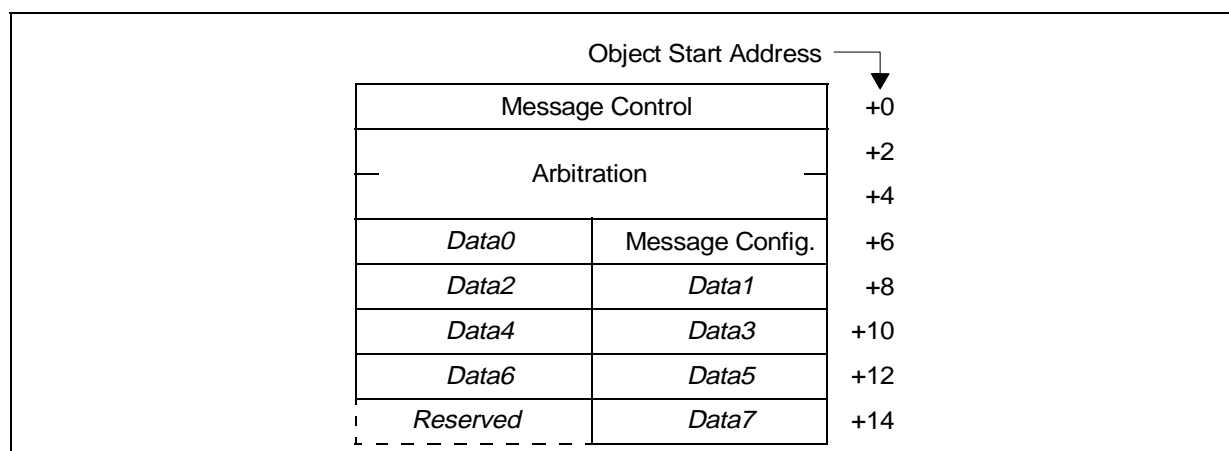 Object Start Address
Message Control +0
+2
Arbitration
+4
Data0 Message Config. +6
Data2 Data1 +8
Data4 Data3 +10
Data6 Data5 +12
Reserved Data7 +14